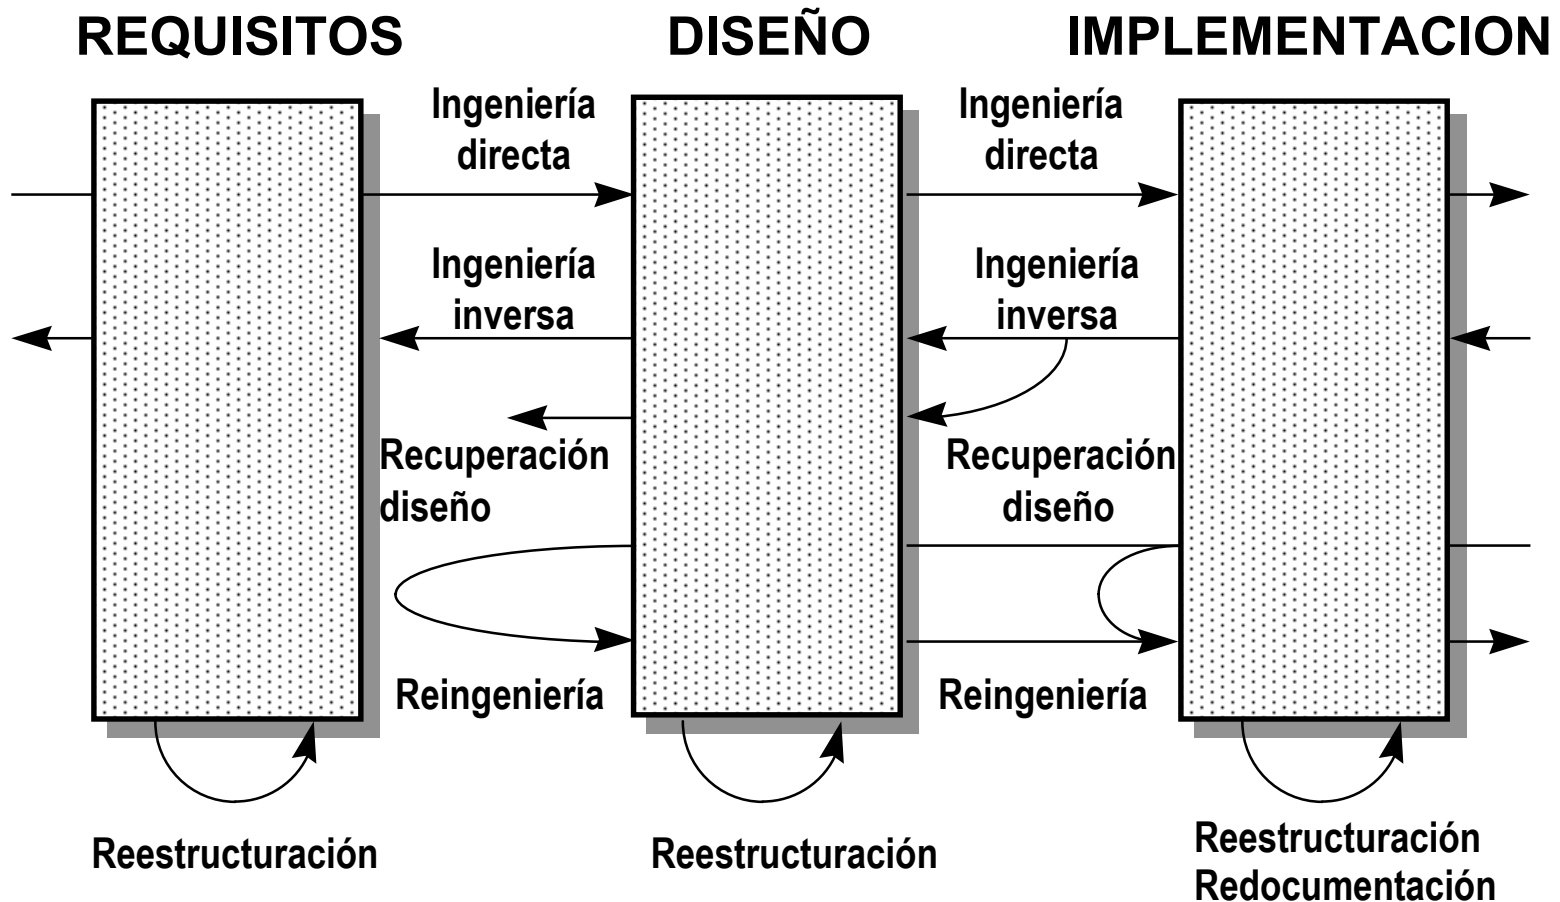 REQUISITOS
DISEÑO
IMPLEMENTACION
Ingeniería
directa
Ingeniería
directa
Ingeniería
inversa
Ingeniería
inversa
Recuperación
diseño
Recuperación
diseño
Reingeniería
Reingeniería
Reestructuración
Reestructuración
Reestructuración
Redocumentación